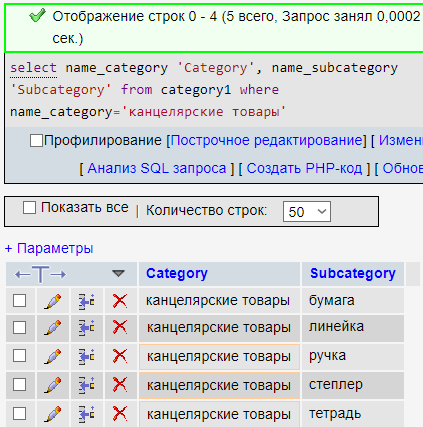 Отображение строк 0 - 4 (5 всего, Запрос занял 0,0002
сек.)
select name_category 'Category', name_subcategory
'Subcategory' from category1 where
name_category='канцелярские товары'
Профилирование [Построчное редактирование] [
[ Анализ SQL запроса ] [ Создать PHP-код ] [
Показать все | Количество строк: 50
+ Параметры
←T→ Category Subcategory
канцелярские товары бумага
канцелярские товары линейка
канцелярские товары ручка
канцелярские товары степлер
канцелярские товары тетрадь